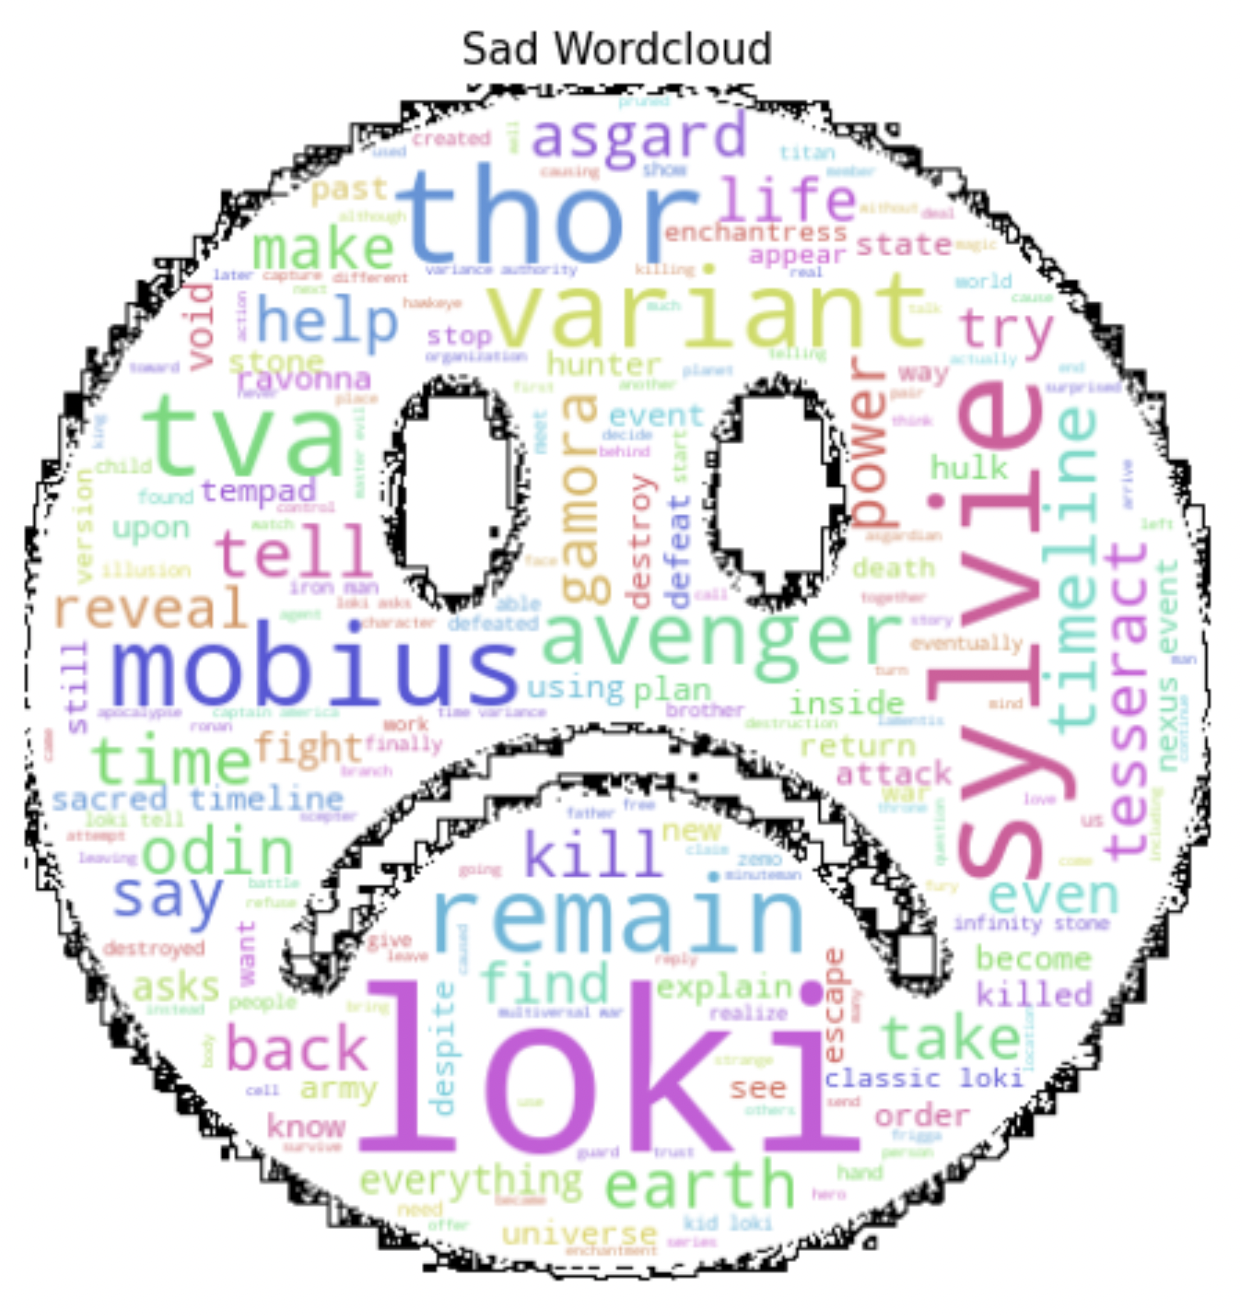 Sad Wordcloud
pruned
created
evil
asgard
titan
used
causing
show
member
past
thor
life
without
deal
although
enchantress
make
appear
state
magic
later
capture
different
variance authority
killing
real
world
next
cause
void
action
help
hawkeye
variant
much
talk
try
stop
organization
stone
hunter
telling
actually
end
toward
ravonna
never
first
another
planet
way
surprised
place
pair
power
tva
king
master evil
meet
gamora
event
decide
behind
start
think
sylvie
timeline
child
version
found
tempad
control
hulk
arrive
upon
match
destroy
defeat
left
asgardian
tell
illusion
iron man
face
death
tesseract
nexus event
reveal
loki asks
agent
character
able
defeated
call
together
story
avenger
eventually
mobius
still
using
plan
turn
man
inside
mind
apocalypse
captain america
time variance
brother
destruction
lamentis
continue
ronan
work
came
time
fight
finally
return
branch
attack
war
sacred timeline
love
throne
loki tell
scepter
father
free
question
us
including
attempt
new
leaving
odin
kill
claim
zemo
come
going
minuteman
say
battle
refuse
fury
even
remain
infinity stone
destroyed
want
give
leave
caused
reply
escape
become
asks
find
explain
killed
instead
people
bring
despite
multiversal war
realize
many
location
back
loki
take
body
strange
cell
army
see
classic loki
use
others
send
order
know
survive
frigga
person
guard
trust
everything
earth
hand
became
hero
need
offer
universe
kid loki
series
enchantment